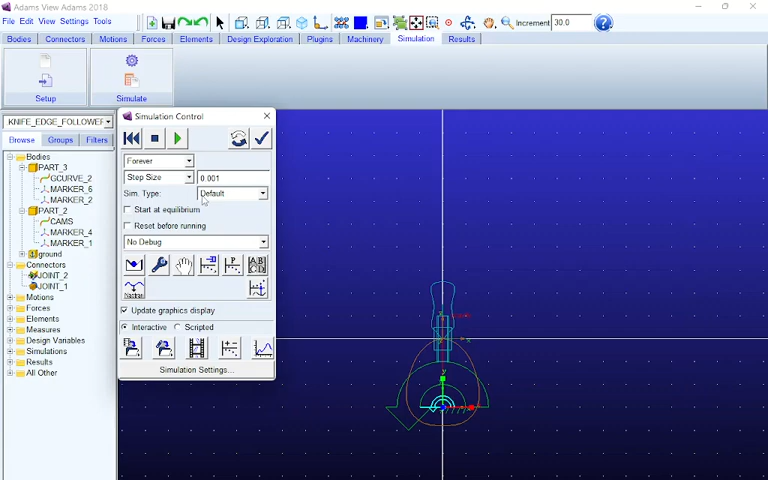 Adams View Adams 2018
File Edit View Settings Tools
Increment 30.0
Bodies Connectors Motions Forces Elements Design Exploration Plugins Machinery Simulation Results
Setup Simulate
KNIFE_EDGE_FOLLOWER
Browse Groups Filters
Bodies
PART_3
GCURVE_2
MARKER_6
MARKER_2
PART_2
CAMS
MARKER_4
MARKER_1
ground
Connectors
JOINT_2
JOINT_1
Motions
Forces
Elements
Measures
Design Variables
Simulations
Results
All Other
Simulation Control
Forever
Step Size 0.001
Sim. Type: Default
Start at equilibrium
Reset before running
No Debug
Nastran
Update graphics display
Interactive Scripted
Simulation Settings...